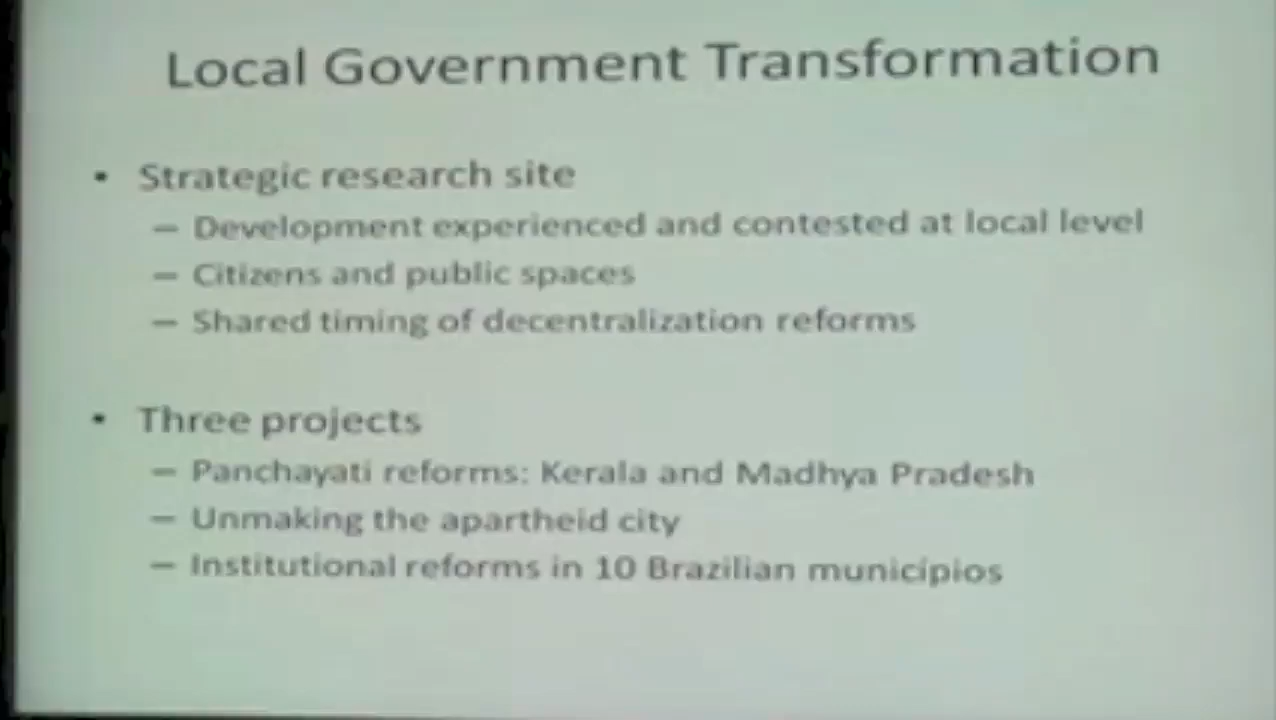 Local Government Transformation
• Strategic research site
– Development experienced and contested at local level
– Citizens and public spaces
– Shared timing of decentralization reforms
• Three projects
– Panchayati reforms: Kerala and Madhya Pradesh
– Unmaking the apartheid city
– Institutional reforms in 10 Brazilian municípios